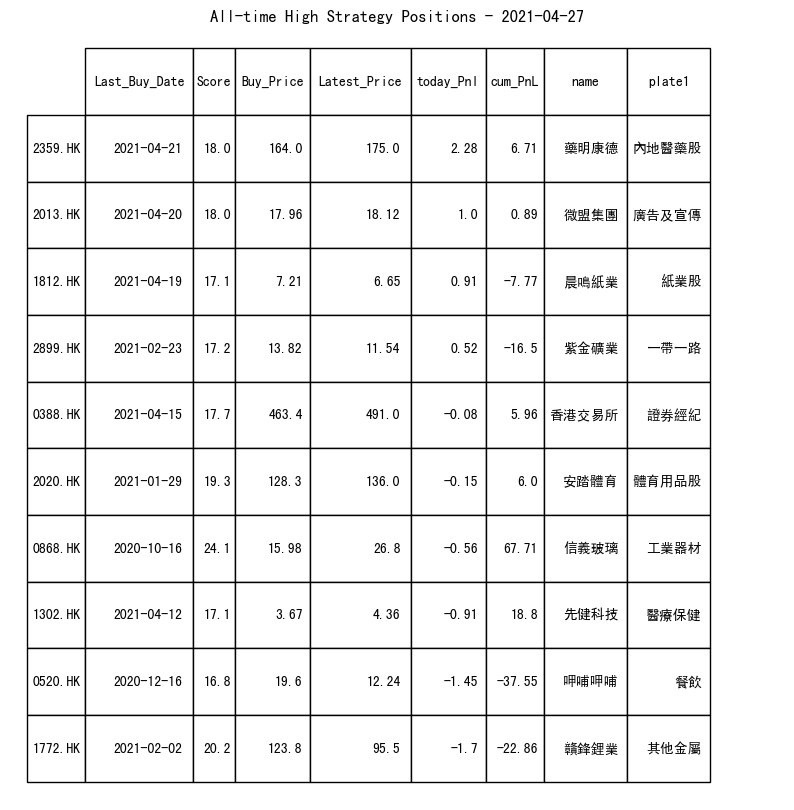 All-time High Strategy Positions - 2021-04-27
Last_Buy_Date Score Buy_Price Latest_Price today_Pnl cum_PnL name plate1
2359.HK 2021-04-21 18.0 164.0 175.0 2.28 6.71 藥明康德 內地醫藥股
2013.HK 2021-04-20 18.0 17.96 18.12 1.0 0.89 微盟集團 廣告及宣傳
1812.HK 2021-04-19 17.1 7.21 6.65 0.91 -7.77 晨鳴紙業 紙業股
2899.HK 2021-02-23 17.2 13.82 11.54 0.52 -16.5 紫金礦業 一帶一路
0388.HK 2021-04-15 17.7 463.4 491.0 -0.08 5.96 香港交易所 證券經紀
2020.HK 2021-01-29 19.3 128.3 136.0 -0.15 6.0 安踏體育 體育用品股
0868.HK 2020-10-16 24.1 15.98 26.8 -0.56 67.71 信義玻璃 工業器材
1302.HK 2021-04-12 17.1 3.67 4.36 -0.91 18.8 先健科技 醫療保健
0520.HK 2020-12-16 16.8 19.6 12.24 -1.45 -37.55 呷哺呷哺 餐飲
1772.HK 2021-02-02 20.2 123.8 95.5 -1.7 -22.86 贛鋒鋰業 其他金屬